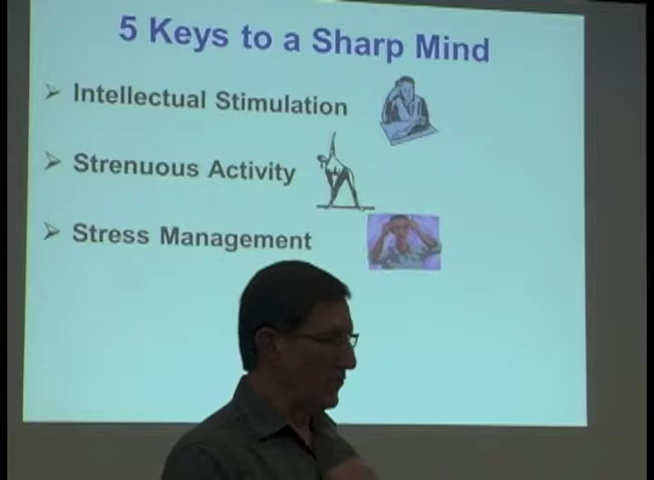 5 Keys to a Sharp Mind
Intellectual Stimulation
Strenuous Activity
Stress Management